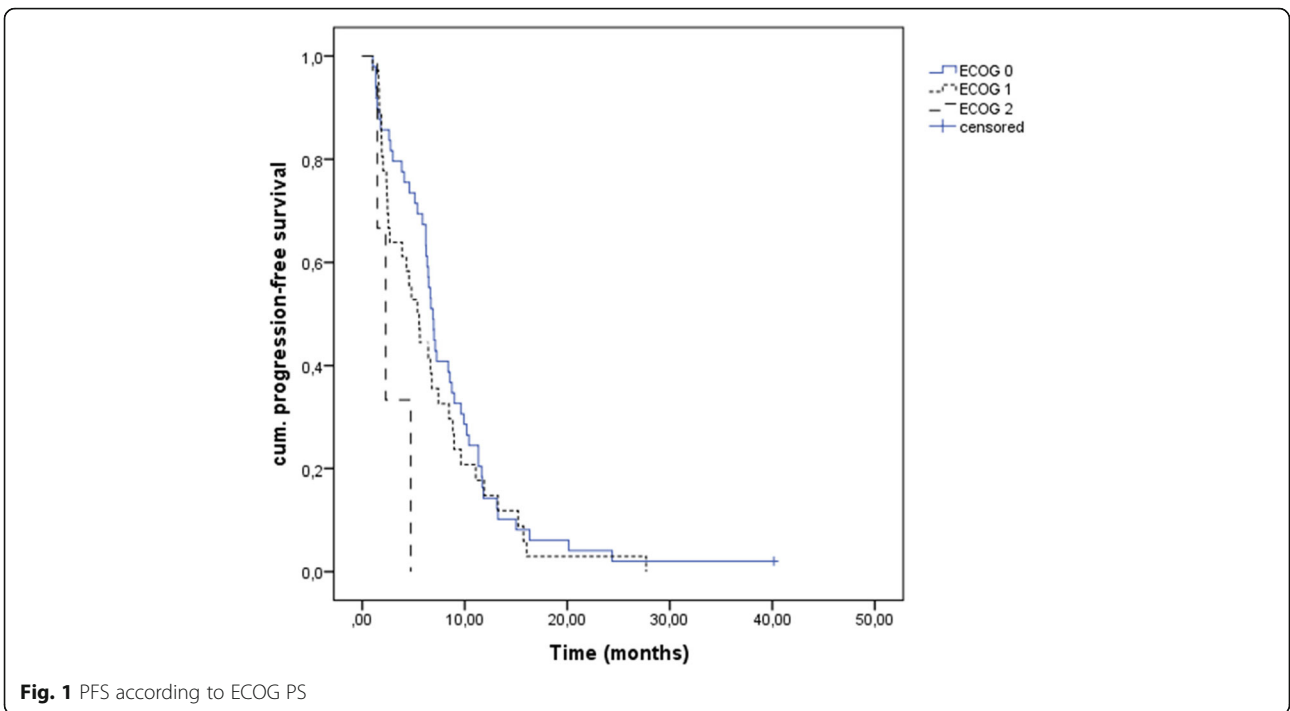 1,0
0,8
0,6
0,4
0,2
0,0
cum. progression-free survival
,00
10,00
20,00
30,00
40,00
50,00
Time (months)
ECOG 0
ECOG 1
ECOG 2
censored
Fig. 1 PFS according to ECOG PS